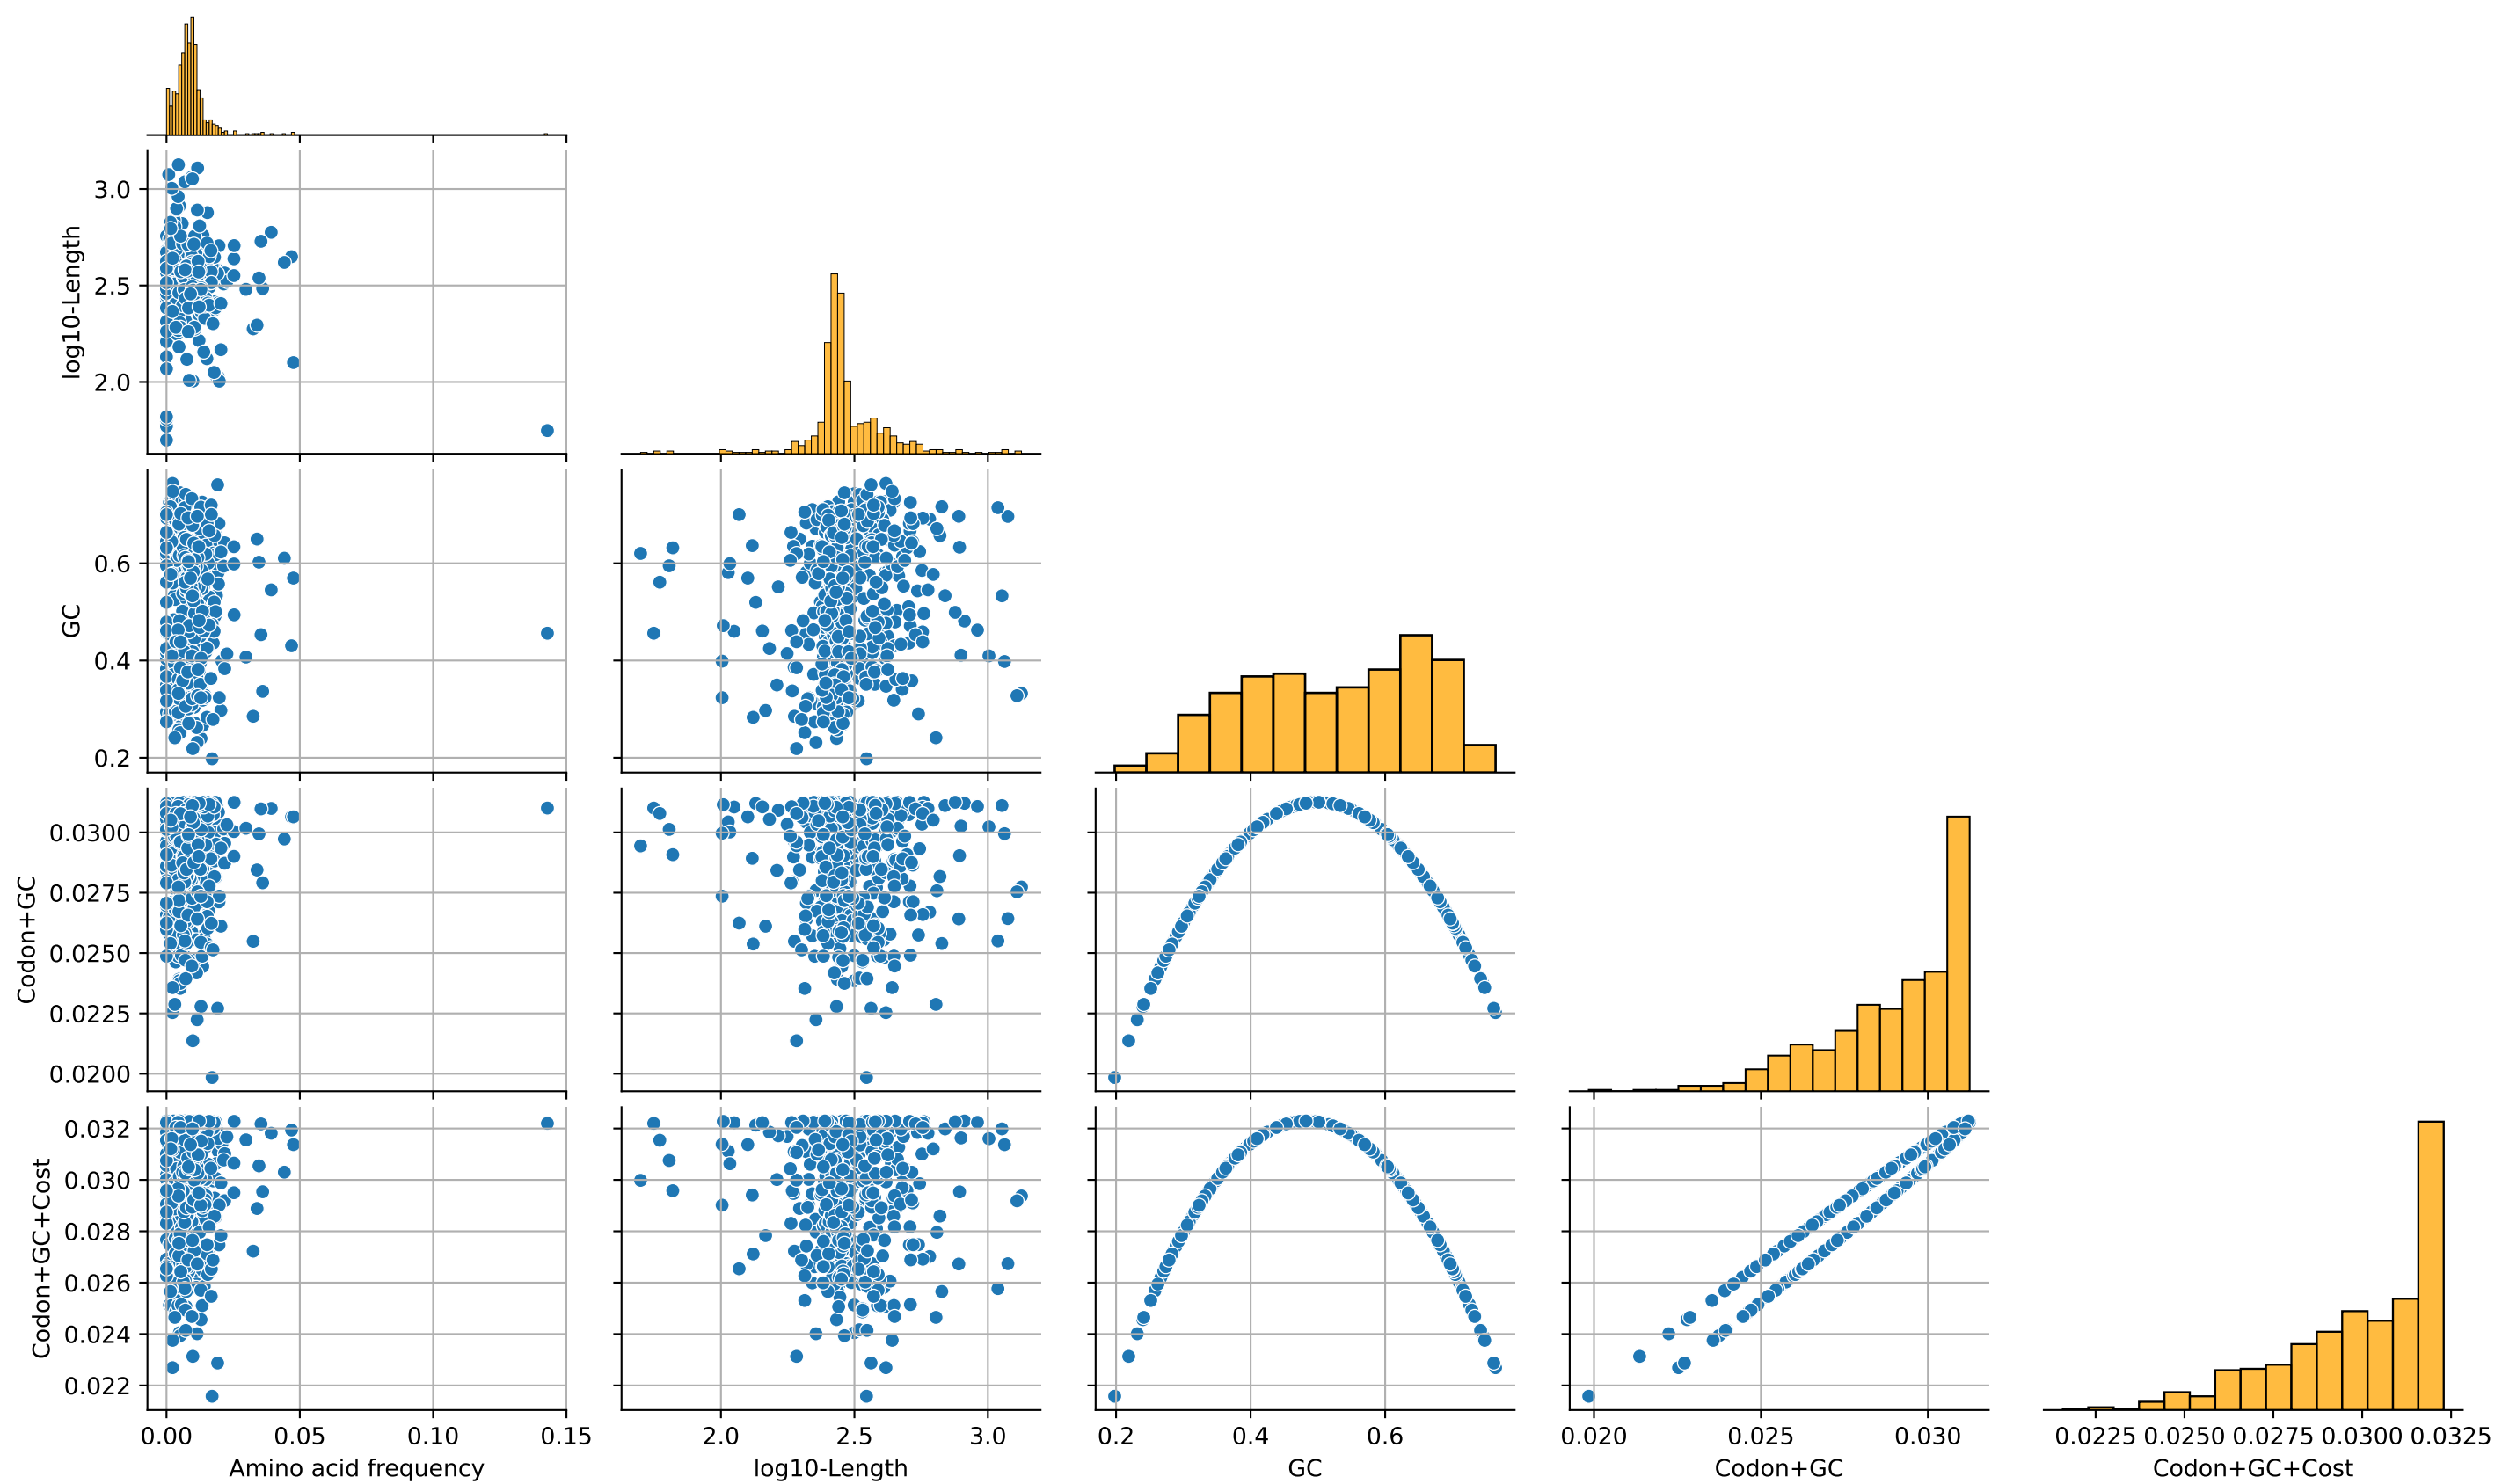 3.0
2.5
2.0
log10-Length
0.6
0.4
0.2
GC
0.0300
0.0275
0.0250
0.0225
0.0200
Codon+GC
0.032
0.030
0.028
0.026
0.024
0.022
Codon+GC+Cost
0.00 0.05 0.10 0.15
Amino acid frequency
2.0 2.5 3.0
log10-Length
0.2 0.4 0.6
GC
0.020 0.025 0.030
Codon+GC
0.0225 0.0250 0.0275 0.0300 0.0325
Codon+GC+Cost